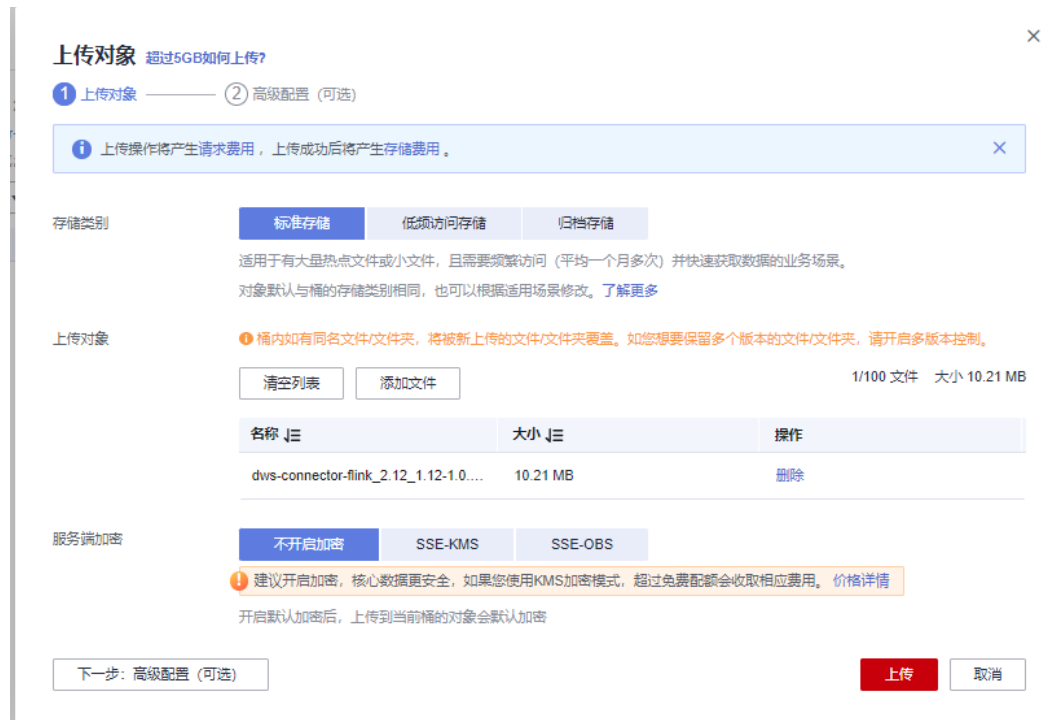 上传对象 超过5GB如何上传?
1 上传对象 2 高级配置（可选）
上传操作将产生请求费用，上传成功后将产生存储费用。
存储类别 标准存储 低频访问存储 归档存储
适用于有大量热点文件或小文件，且需要频繁访问（平均一个月多次）并快速获取数据的业务场景。
对象默认与桶的存储类别相同，也可以根据适用场景修改。了解更多
上传对象 桶内如有同名文件/文件夹，将被新上传的文件/文件夹覆盖。如您想要保留多个版本的文件/文件夹，请开启多版本控制。
清空列表 添加文件 1/100 文件 大小 10.21 MB
名称 大小 操作
dws-connector-flink_2.12_1.12-1.0.... 10.21 MB 删除
服务端加密 不开启加密 SSE-KMS SSE-OBS
建议开启加密，核心数据更安全，如果您使用KMS加密模式，超过免费配额会收取相应费用。 价格详情
开启默认加密后，上传到当前桶的对象会默认加密
下一步：高级配置（可选） 上传 取消